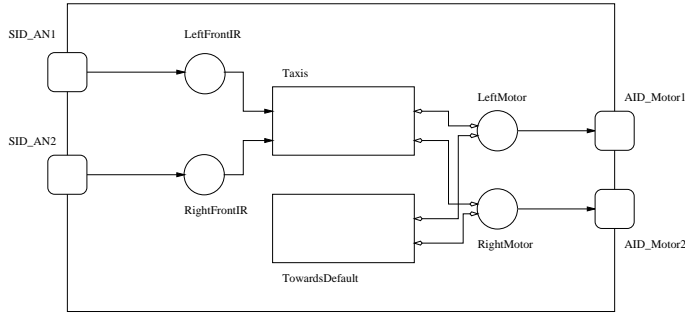 SID_AN1
LeftFrontIR
Taxis
LeftMotor
AID_Motor1
SID_AN2
RightFrontIR
RightMotor
AID_Motor2
TowardsDefault